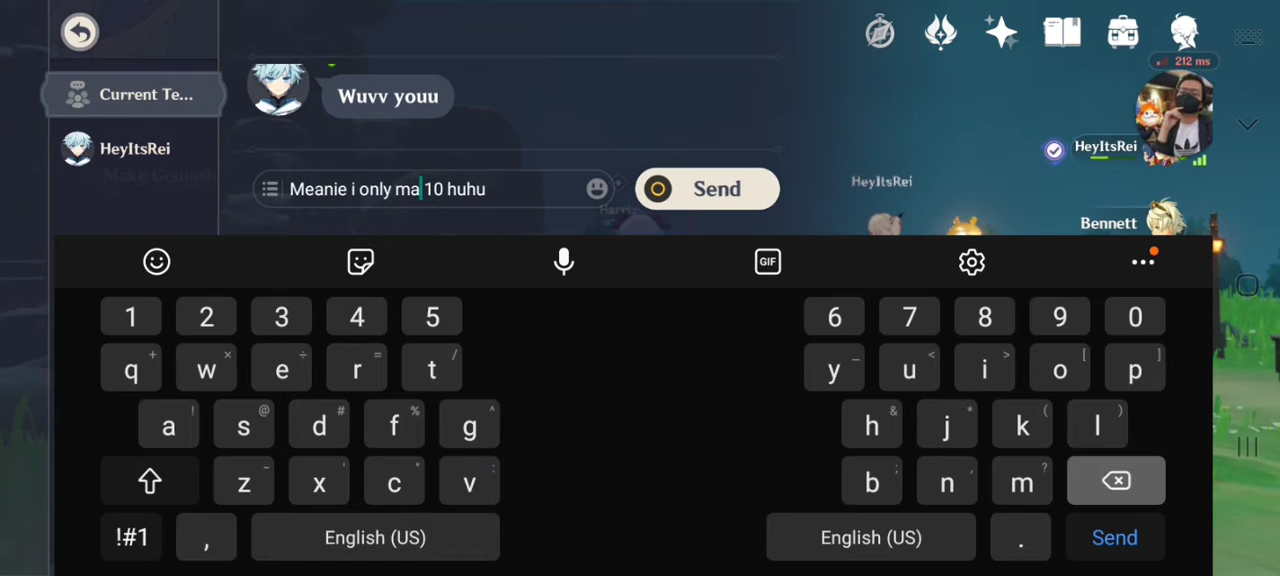 212 ms
Current Te...
Wuvv youu
HeyItsRei
HeyItsRei
Meanie i only ma 10 huhu
Send
HeyItsRei
Bennett
GIF
1 2 3 4 5 6 7 8 9 0
q + w × e ÷ r = t / y _ u < i > o [ p ]
a ! s @ d # f % g ^ h & j * k ( l )
z - x ' c " v : b ; n , m ?
!#1 , English (US) English (US) . Send